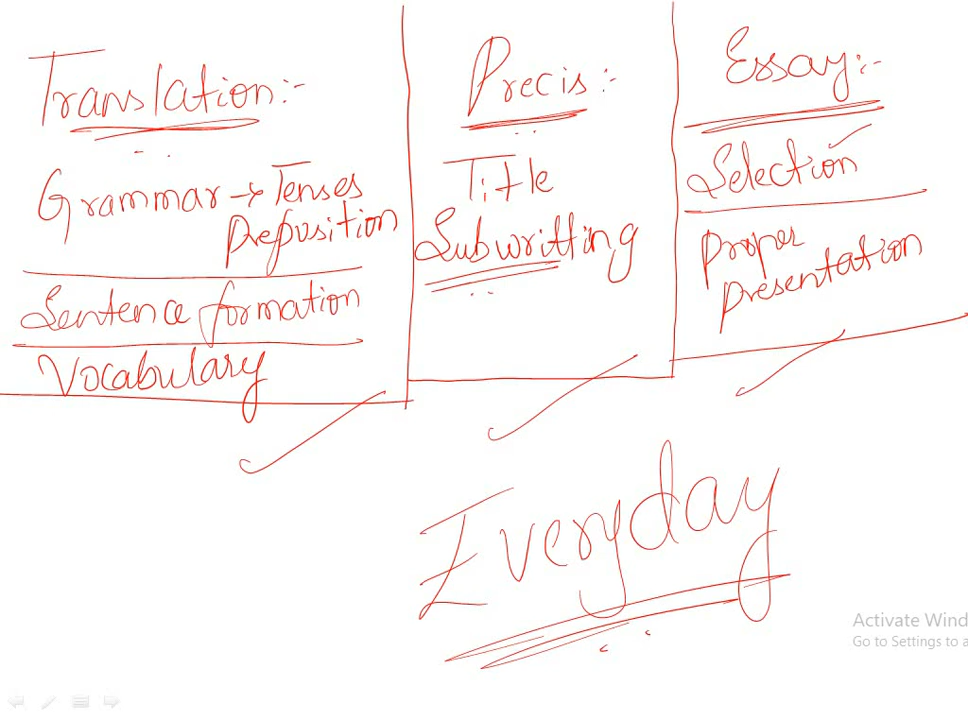 Translation:-
Grammar → Tenses
Preposition
Sentence formation
Vocabulary
Precis:-
Title
Subwritting
Essay:-
Selection
Proper
Presentation
Everyday
Activate Wind
Go to Settings to a